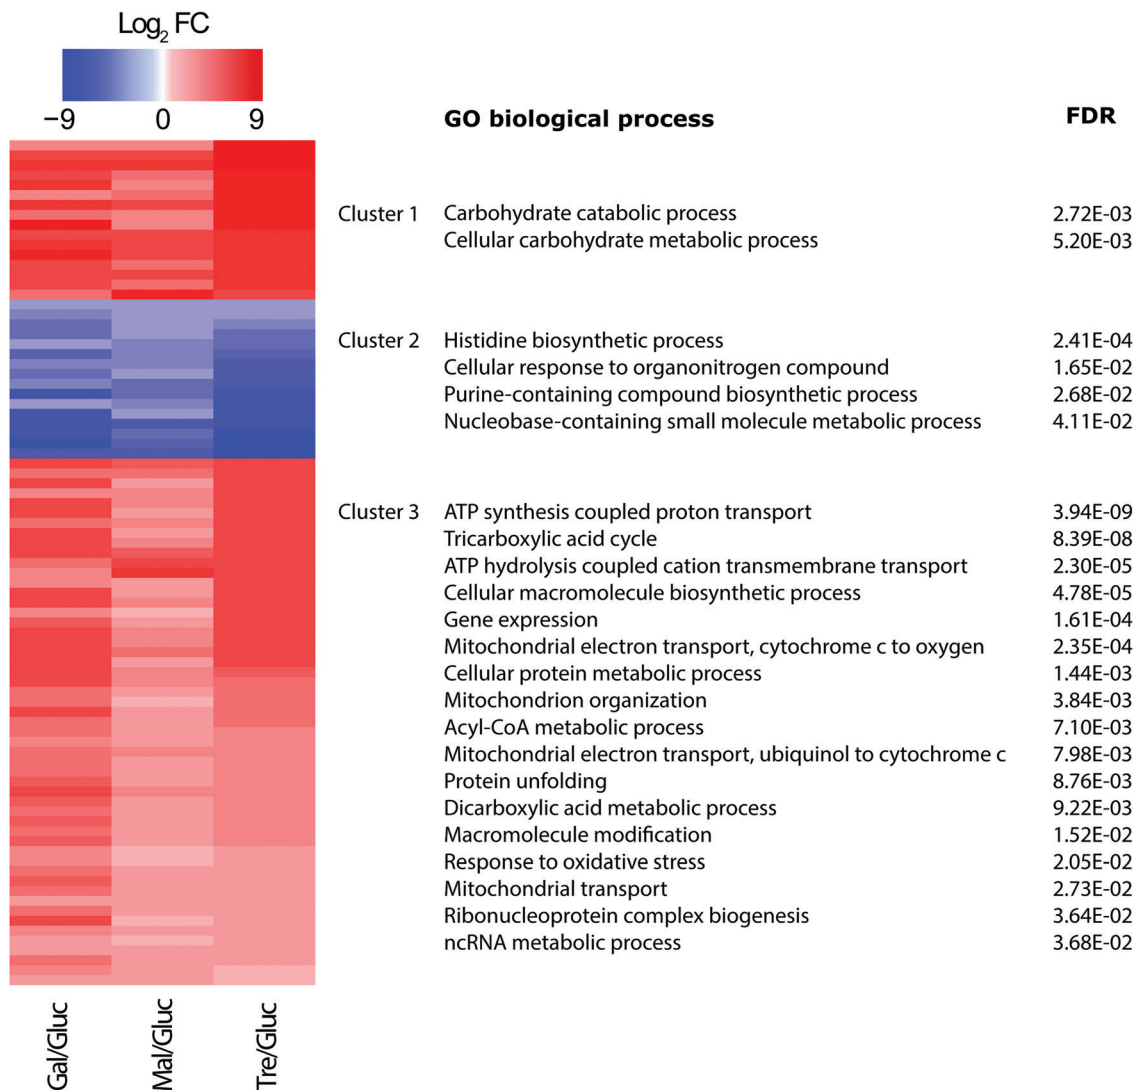 Log₂ FC
−9 0 9
GO biological process FDR
Cluster 1 Carbohydrate catabolic process 2.72E-03
Cellular carbohydrate metabolic process 5.20E-03
Cluster 2 Histidine biosynthetic process 2.41E-04
Cellular response to organonitrogen compound 1.65E-02
Purine-containing compound biosynthetic process 2.68E-02
Nucleobase-containing small molecule metabolic process 4.11E-02
Cluster 3 ATP synthesis coupled proton transport 3.94E-09
Tricarboxylic acid cycle 8.39E-08
ATP hydrolysis coupled cation transmembrane transport 2.30E-05
Cellular macromolecule biosynthetic process 4.78E-05
Gene expression 1.61E-04
Mitochondrial electron transport, cytochrome c to oxygen 2.35E-04
Cellular protein metabolic process 1.44E-03
Mitochondrion organization 3.84E-03
Acyl-CoA metabolic process 7.10E-03
Mitochondrial electron transport, ubiquinol to cytochrome c 7.98E-03
Protein unfolding 8.76E-03
Dicarboxylic acid metabolic process 9.22E-03
Macromolecule modification 1.52E-02
Response to oxidative stress 2.05E-02
Mitochondrial transport 2.73E-02
Ribonucleoprotein complex biogenesis 3.64E-02
ncRNA metabolic process 3.68E-02
Gal/Gluc
Mal/Gluc
Tre/Gluc